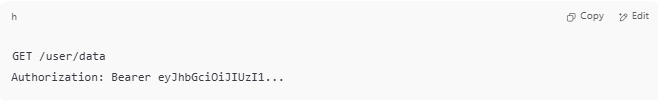 h
Copy
Edit
GET /user/data
Authorization: Bearer eyJhbGciOiJIUzI1...